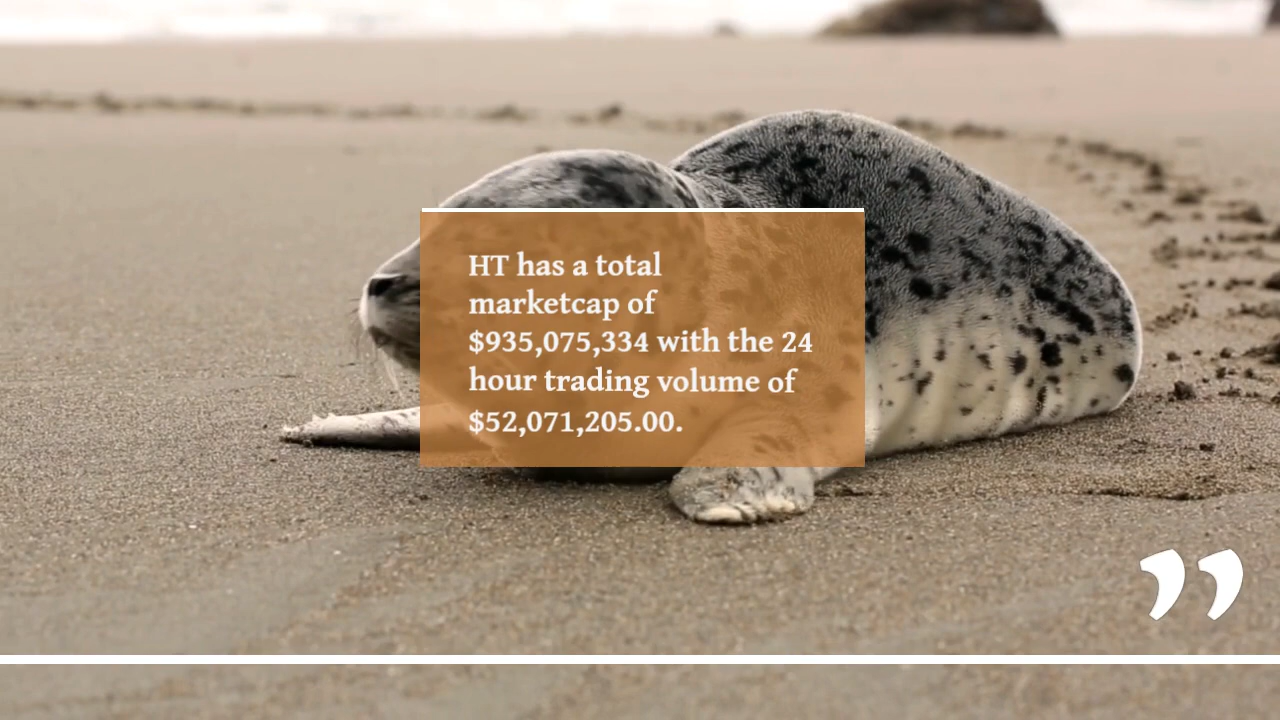 HT has a total
marketcap of
$935,075,334 with the 24
hour trading volume of
$52,071,205.00.
”